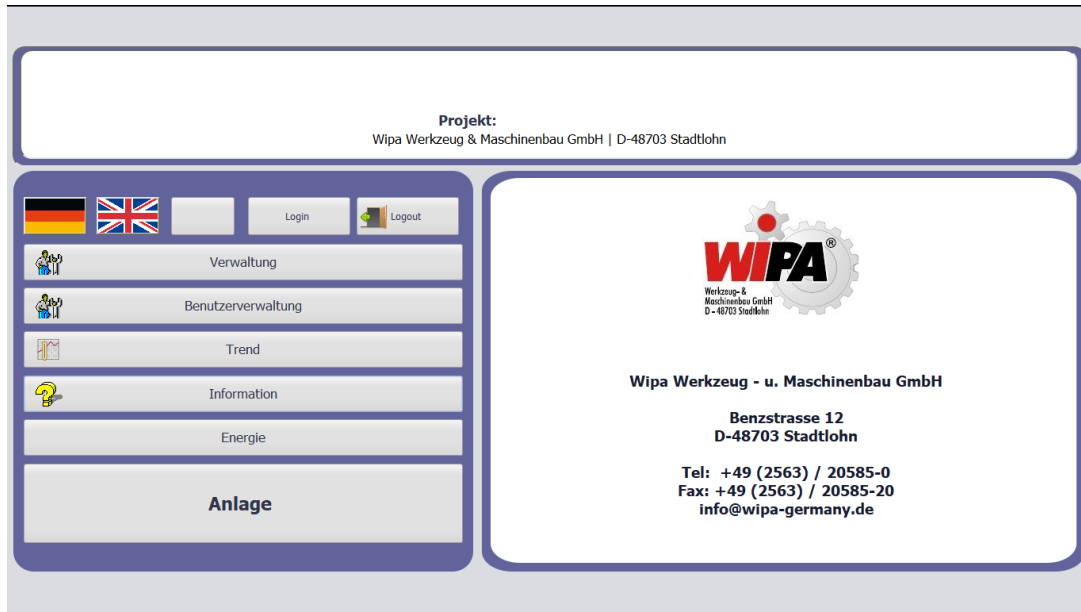 Projekt:
Wipa Werkzeug & Maschinenbau GmbH | D-48703 Stadtlohn
Login
Logout
Verwaltung
Benutzerverwaltung
Trend
Information
Energie
Anlage
WIPA®
Werkzeug- &
Maschinenbau GmbH
D - 48703 Stadtlohn
Wipa Werkzeug - u. Maschinenbau GmbH
Benzstrasse 12
D-48703 Stadtlohn
Tel: +49 (2563) / 20585-0
Fax: +49 (2563) / 20585-20
info@wipa-germany.de